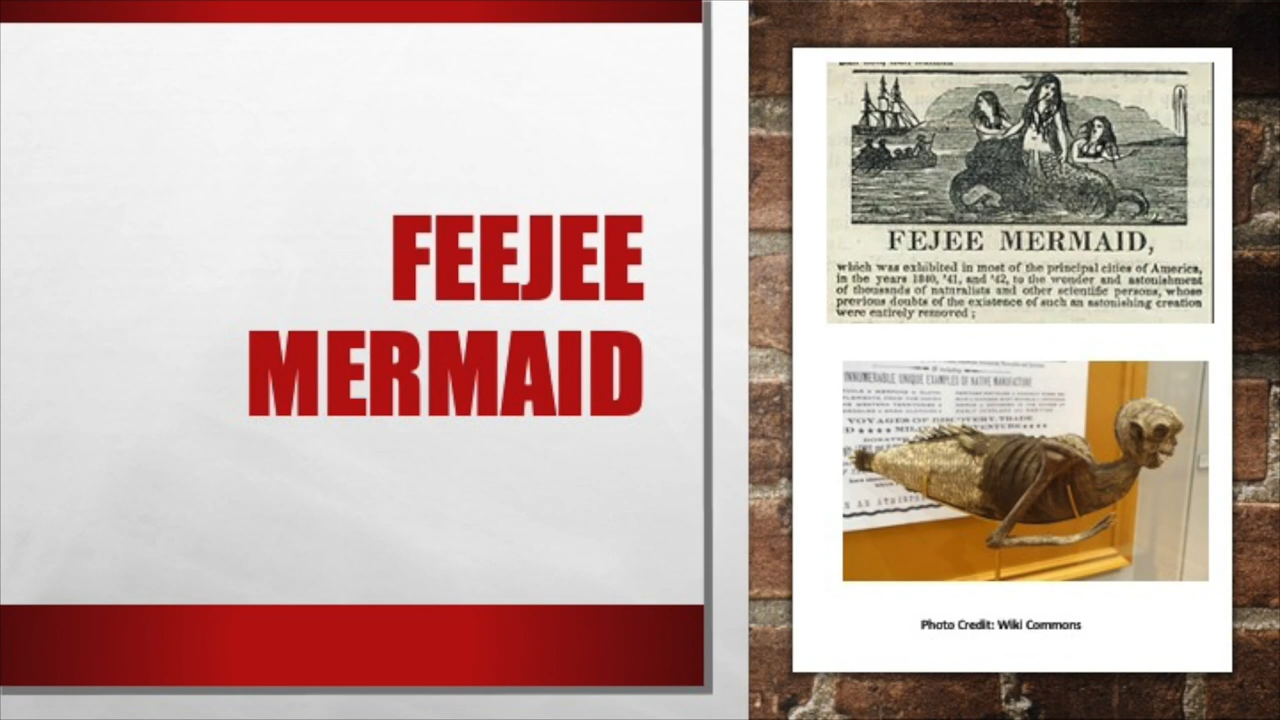 FEEJEE
MERMAID
FEJEE MERMAID,
which was exhibited in most of the principal cities of America,
in the years 1840, '41, and '42, to the wonder and astonishment
of thousands of naturalists and other scientific persons, whose
previous doubts of the existence of such an astonishing creation
were entirely removed ;
INNUMERABLE UNIQUE EXAMPLES OF NATIVE MANUFACTURE
VOYAGES OF DISCOVERY, TRADE
Photo Credit: Wiki Commons